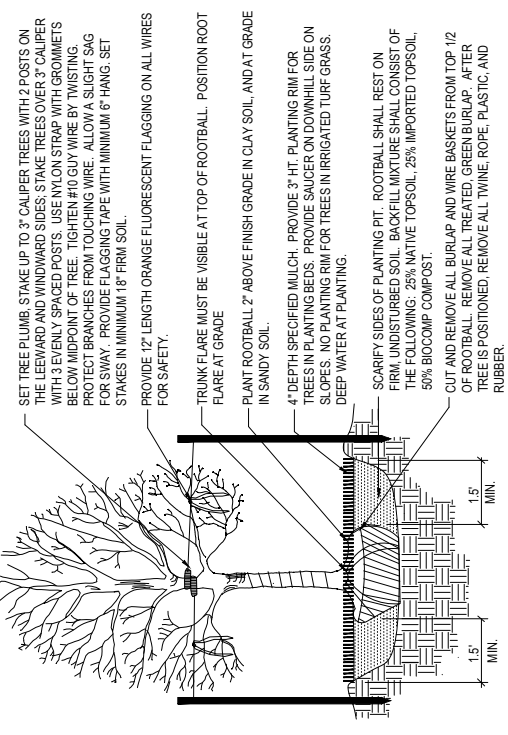 SET TREE PLUMB, STAKE UP TO 3" CALIPER TREES WITH 2 POSTS ON
THE LEEWARD AND WINDWARD SIDES; STAKE TREES OVER 3" CALIPER
WITH 3 EVENLY SPACED POSTS. USE NYLON STRAP WITH GROMMETS
BELOW MIDPOINT OF TREE. TIGHTEN #10 GUY WIRE BY TWISTING.
PROTECT BRANCHES FROM TOUCHING WIRE. ALLOW A SLIGHT SAG
FOR SWAY. PROVIDE FLAGGING TAPE WITH MINIMUM 6" HANG. SET
STAKES IN MINIMUM 18" FIRM SOIL.
PROVIDE 12" LENGTH ORANGE FLUORESCENT FLAGGING ON ALL WIRES
FOR SAFETY.
TRUNK FLARE MUST BE VISIBLE AT TOP OF ROOTBALL. POSITION ROOT
FLARE AT GRADE
PLANT ROOTBALL 2" ABOVE FINISH GRADE IN CLAY SOIL, AND AT GRADE
IN SANDY SOIL.
4" DEPTH SPECIFIED MULCH. PROVIDE 3" HT. PLANTING RIM FOR
TREES IN PLANTING BEDS. PROVIDE SAUCER ON DOWNHILL SIDE ON
SLOPES. NO PLANTING RIM FOR TREES IN IRRIGATED TURF GRASS.
DEEP WATER AT PLANTING.
SCARIFY SIDES OF PLANTING PIT. ROOTBALL SHALL REST ON
FIRM, UNDISTURBED SOIL. BACKFILL MIXTURE SHALL CONSIST OF
THE FOLLOWING: 25% NATIVE TOPSOIL, 25% IMPORTED TOPSOIL,
50% BIOCOMP COMPOST.
CUT AND REMOVE ALL BURLAP AND WIRE BASKETS FROM TOP 1/2
OF ROOTBALL. REMOVE ALL TREATED, GREEN BURLAP. AFTER
TREE IS POSITIONED, REMOVE ALL TWINE, ROPE, PLASTIC, AND
RUBBER.
1.5'
MIN.
1.5'
MIN.